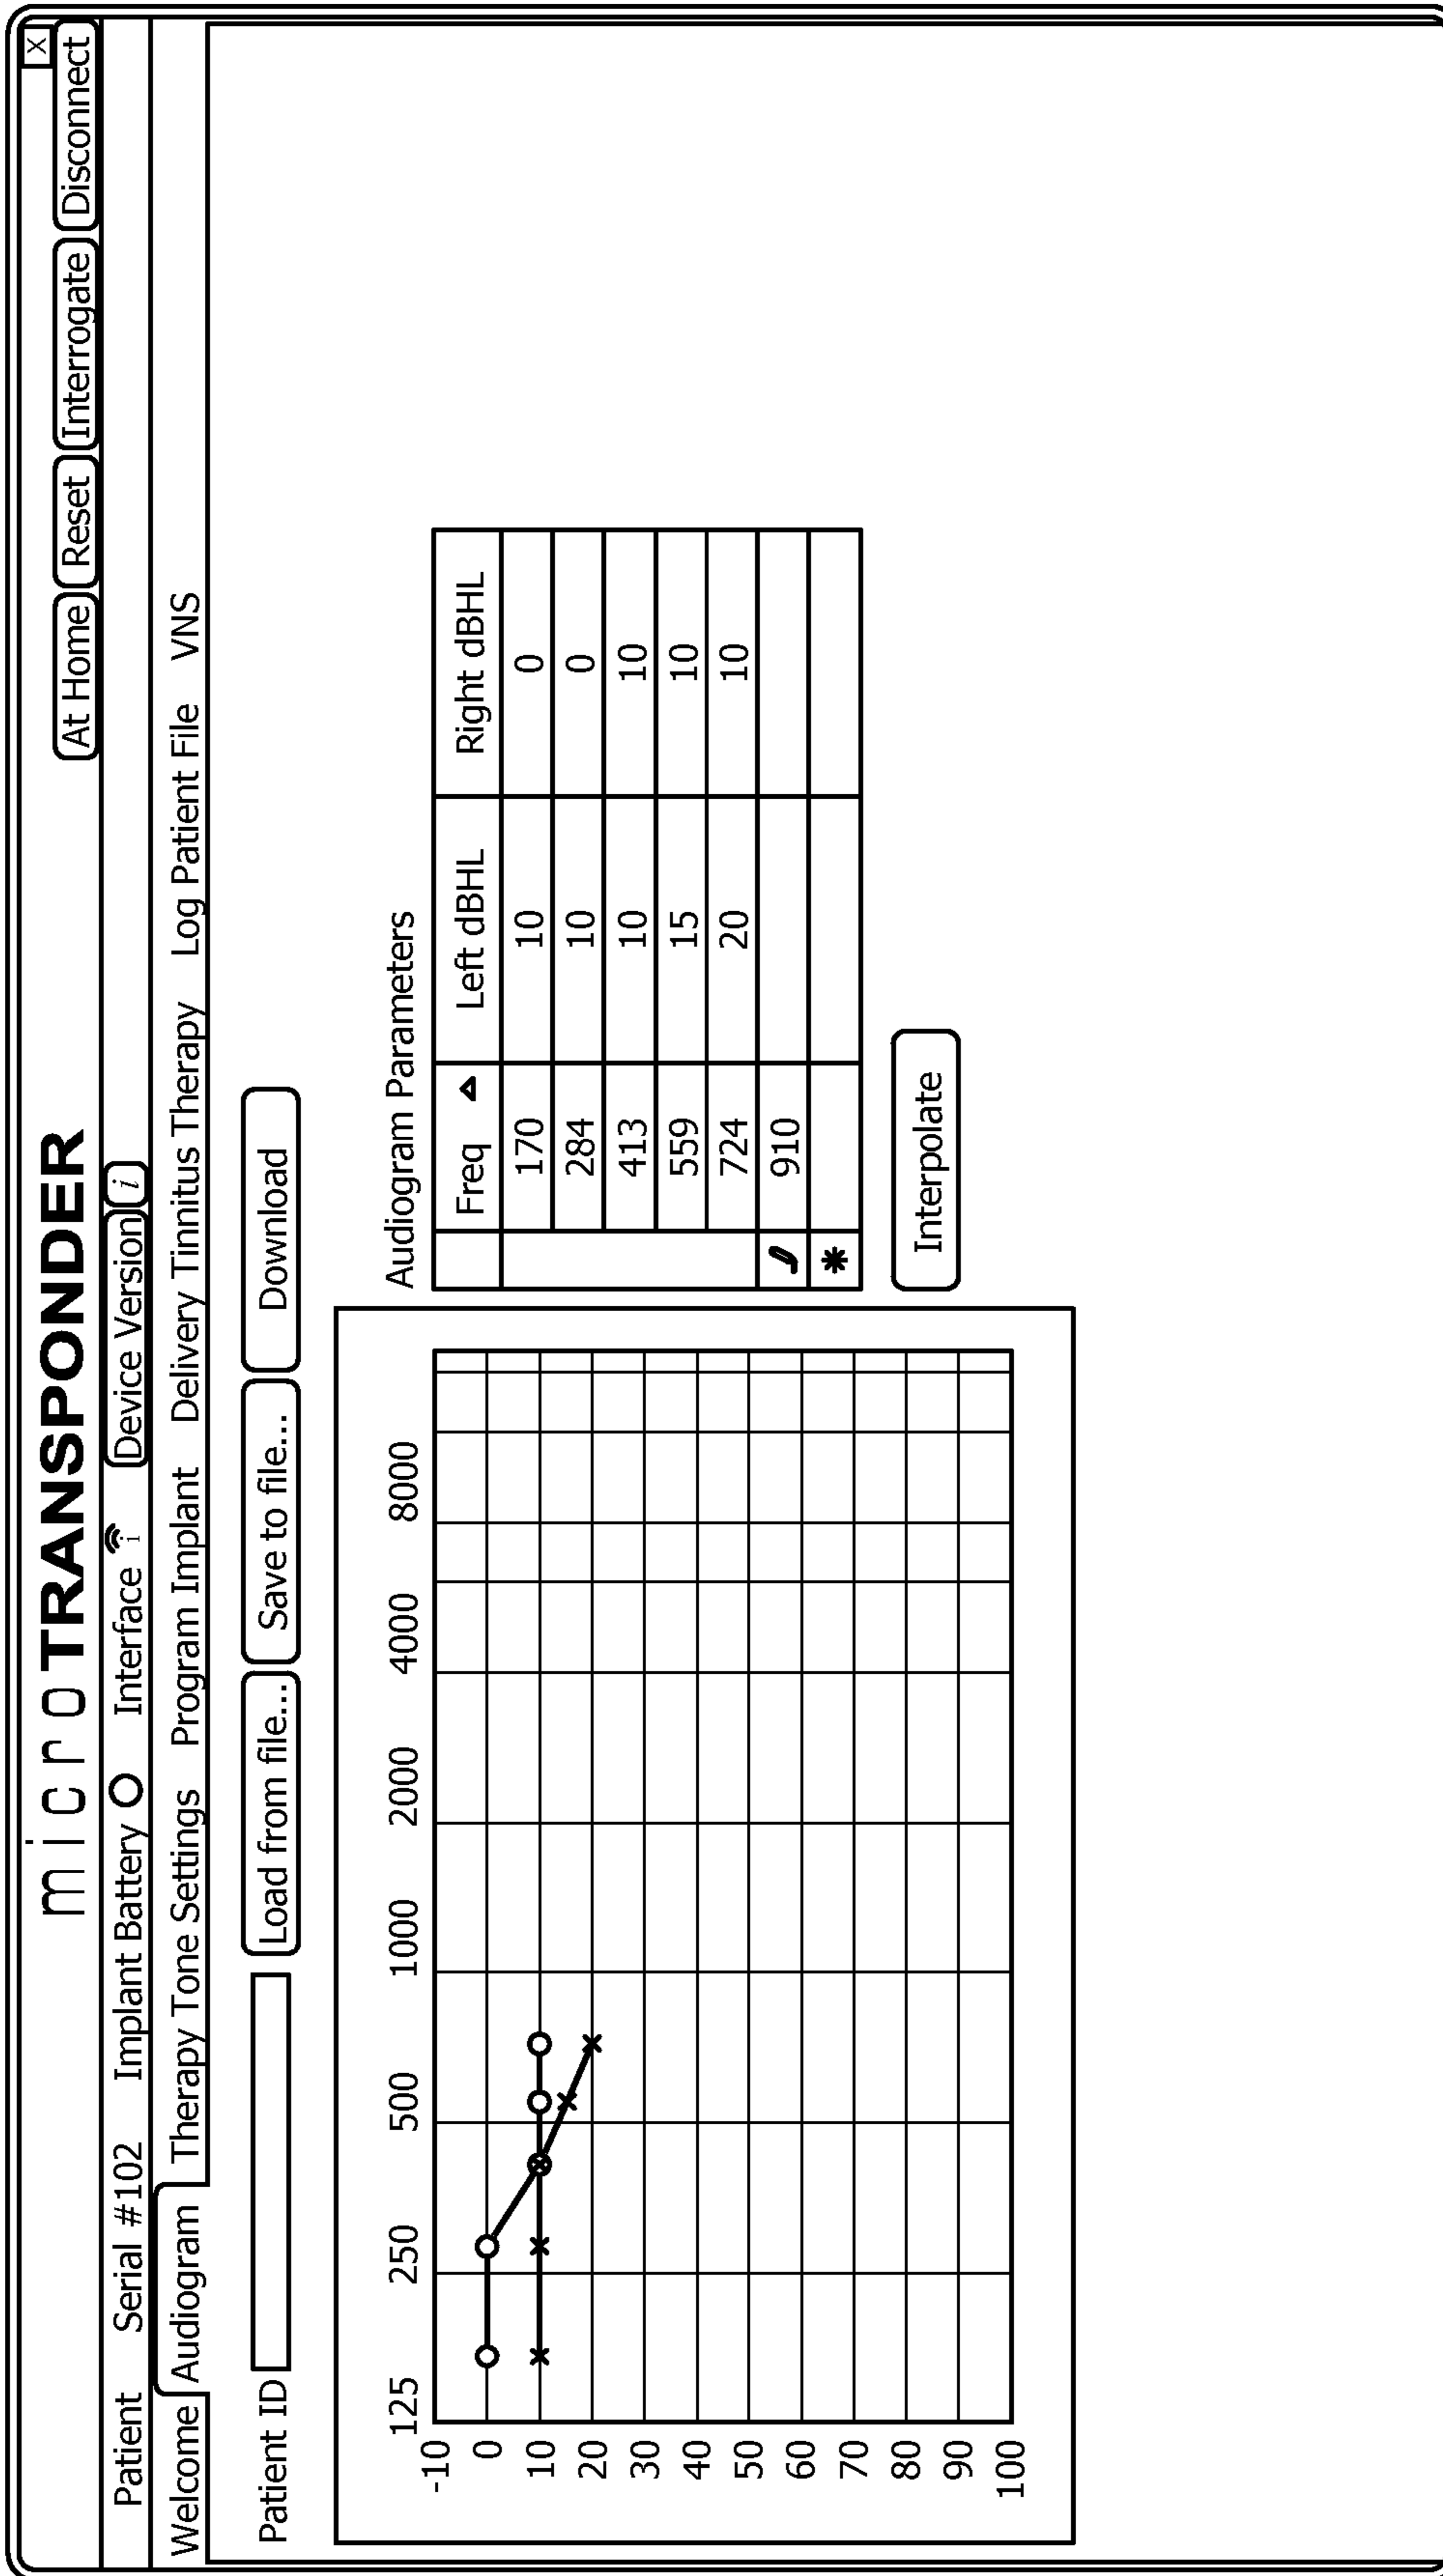 X
microTRANSPONDER
At Home Reset Interrogate Disconnect
Patient Serial #102 Implant Battery Interface i Device Version i
Welcome Audiogram Therapy Tone Settings Program Implant Delivery Tinnitus Therapy Log Patient File VNS
Patient ID Load from file... Save to file... Download
125 250 500 1000 2000 4000 8000
-10
0
10
20
30
40
50
60
70
80
90
100
Audiogram Parameters
Freq Left dBHL Right dBHL
170 10 0
284 10 0
413 10 10
559 15 10
724 20 10
910
*
Interpolate